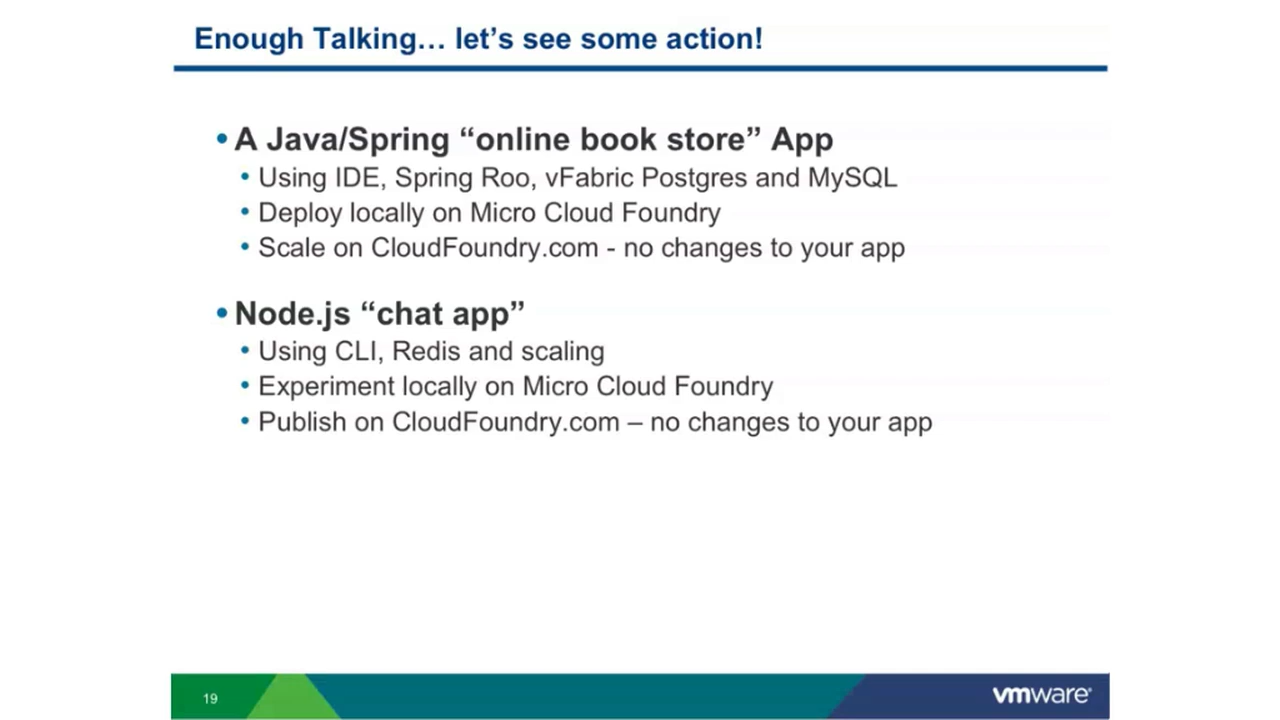 Enough Talking… let’s see some action!
• A Java/Spring “online book store” App
• Using IDE, Spring Roo, vFabric Postgres and MySQL
• Deploy locally on Micro Cloud Foundry
• Scale on CloudFoundry.com - no changes to your app
• Node.js “chat app”
• Using CLI, Redis and scaling
• Experiment locally on Micro Cloud Foundry
• Publish on CloudFoundry.com – no changes to your app
19
vmware®